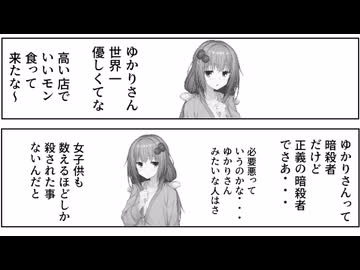 ゆかりさん
世界一
優しくてな
高い店で
いいモン
食って
来たな～
ゆかりさんって
暗殺者
だけど
正義の暗殺者
でさあ・・・
必要悪って
いうのかな・・・
ゆかりさん
みたいな人はさ
女子供も
数えるほどしか
殺された事
ないんだと